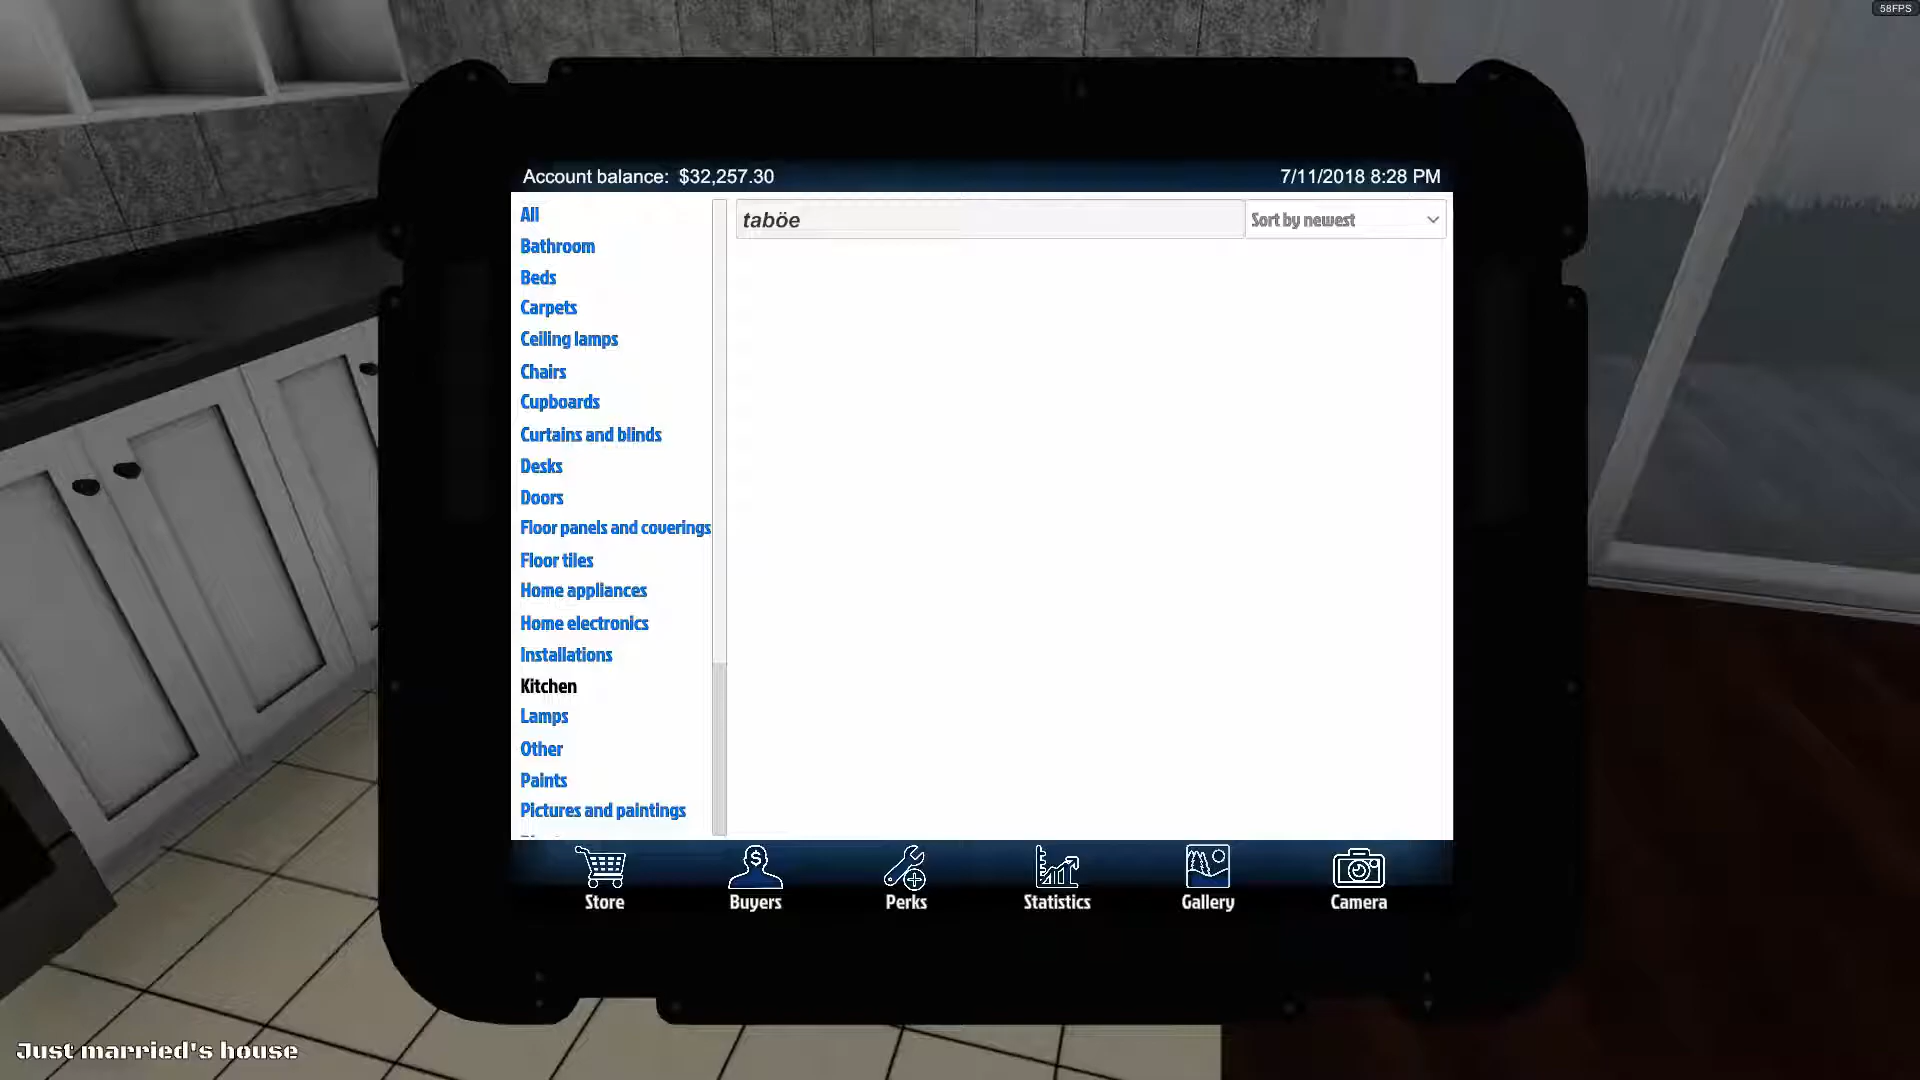 58FPS
Account balance: $32,257.30
7/11/2018 8:28 PM
taböe
Sort by newest
All
Bathroom
Beds
Carpets
Ceiling lamps
Chairs
Cupboards
Curtains and blinds
Desks
Doors
Floor panels and coverings
Floor tiles
Home appliances
Home electronics
Installations
Kitchen
Lamps
Other
Paints
Pictures and paintings
Store
Buyers
Perks
Statistics
Gallery
Camera
Just married's house